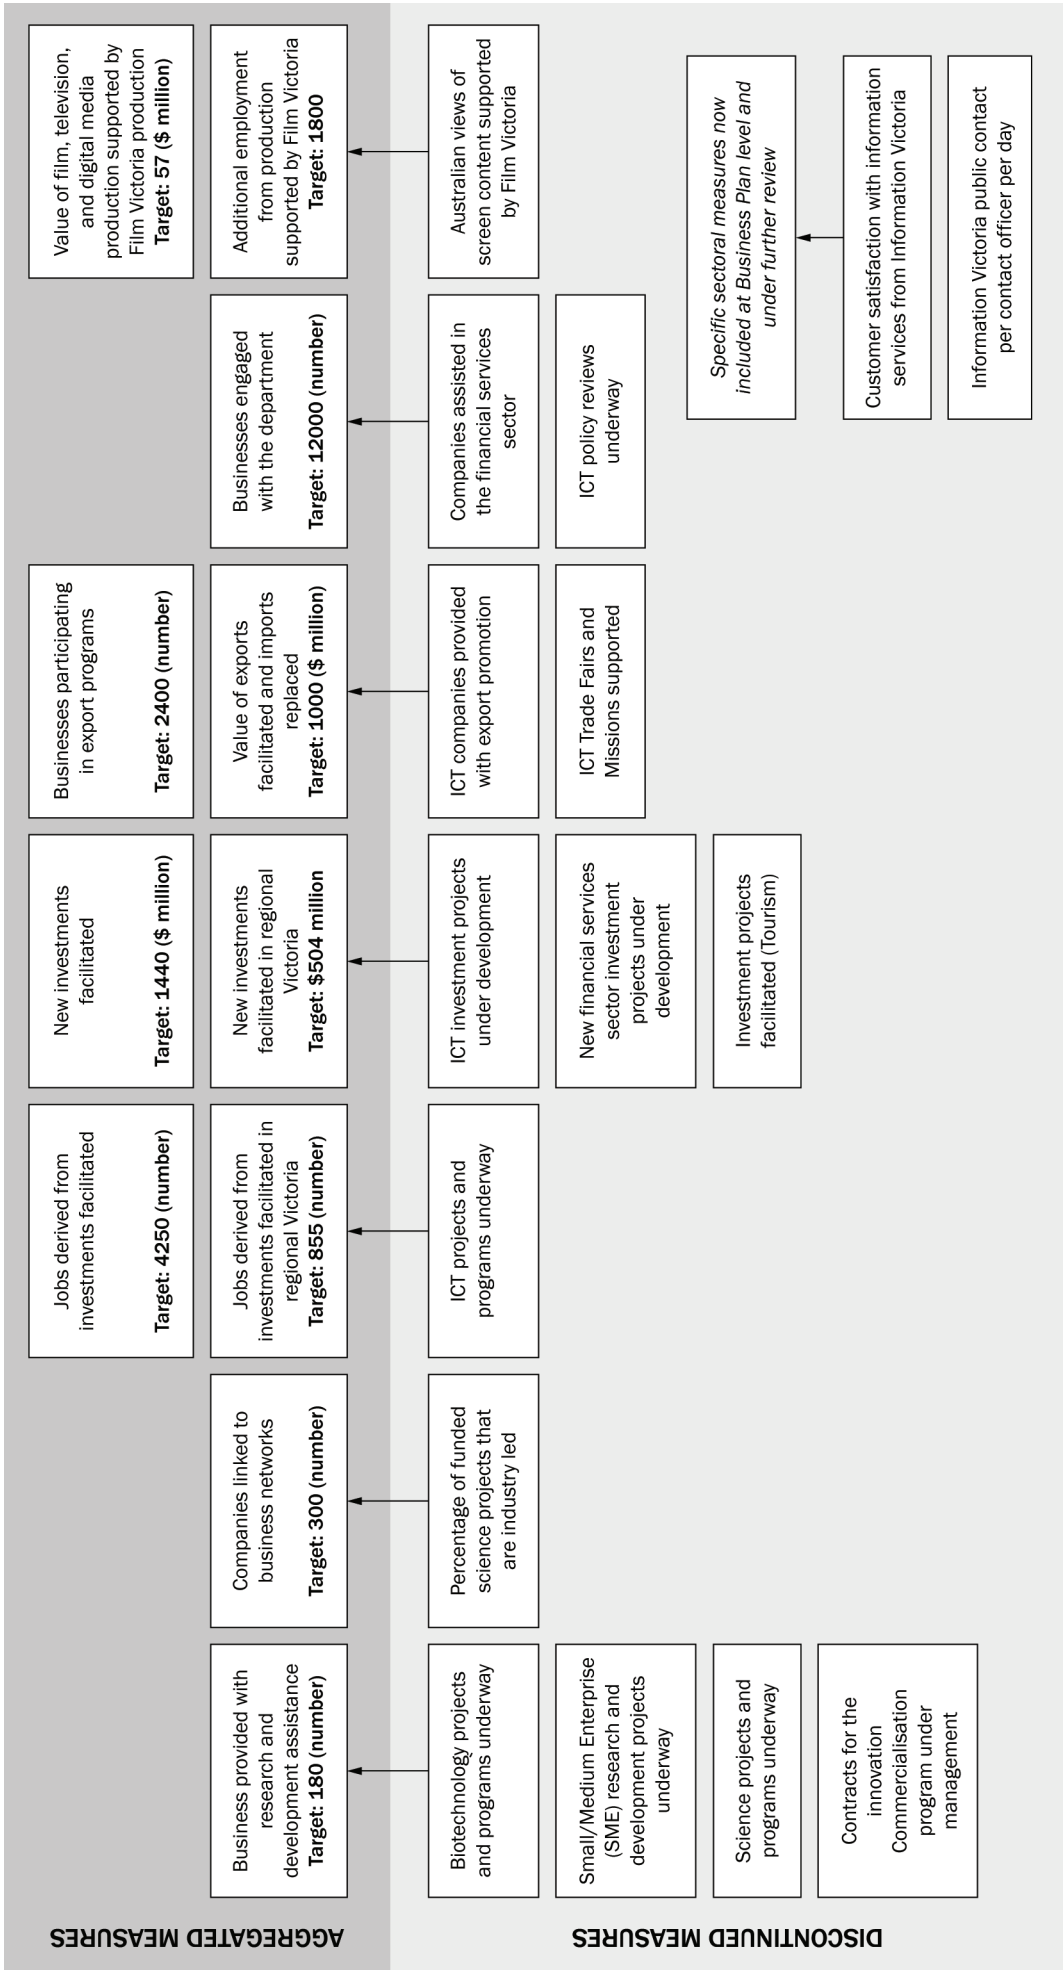 AGGREGATED MEASURES
Business provided with
research and
development assistance
Target: 180 (number)
Companies linked to
business networks
Target: 300 (number)
Jobs derived from
investments facilitated
Target: 4250 (number)
Jobs derived from
investments facilitated in
regional Victoria
Target: 855 (number)
New investments
facilitated
Target: 1440 ($ million)
New investments
facilitated in regional
Victoria
Target: $504 million
Businesses participating
in export programs
Target: 2400 (number)
Value of exports
facilitated and imports
replaced
Target: 1000 ($ million)
Businesses engaged
with the department
Target: 12000 (number)
Value of film, television,
and digital media
production supported by
Film Victoria production
Target: 57 ($ million)
Additional employment
from production
supported by Film Victoria
Target: 1800
DISCONTINUED MEASURES
Biotechnology projects
and programs underway
Small/Medium Enterprise
(SME) research and
development projects
underway
Science projects and
programs underway
Contracts for the
innovation
Commercialisation
program under
management
Percentage of funded
science projects that
are industry led
ICT projects and
programs underway
ICT investment projects
under development
New financial services
sector investment
projects under
development
Investment projects
facilitated (Tourism)
ICT companies provided
with export promotion
ICT Trade Fairs and
Missions supported
Companies assisted in
the financial services
sector
ICT policy reviews
underway
Australian views of
screen content supported
by Film Victoria
Specific sectoral measures now
included at Business Plan level and
under further review
Customer satisfaction with information
services from Information Victoria
Information Victoria public contact
per contact officer per day